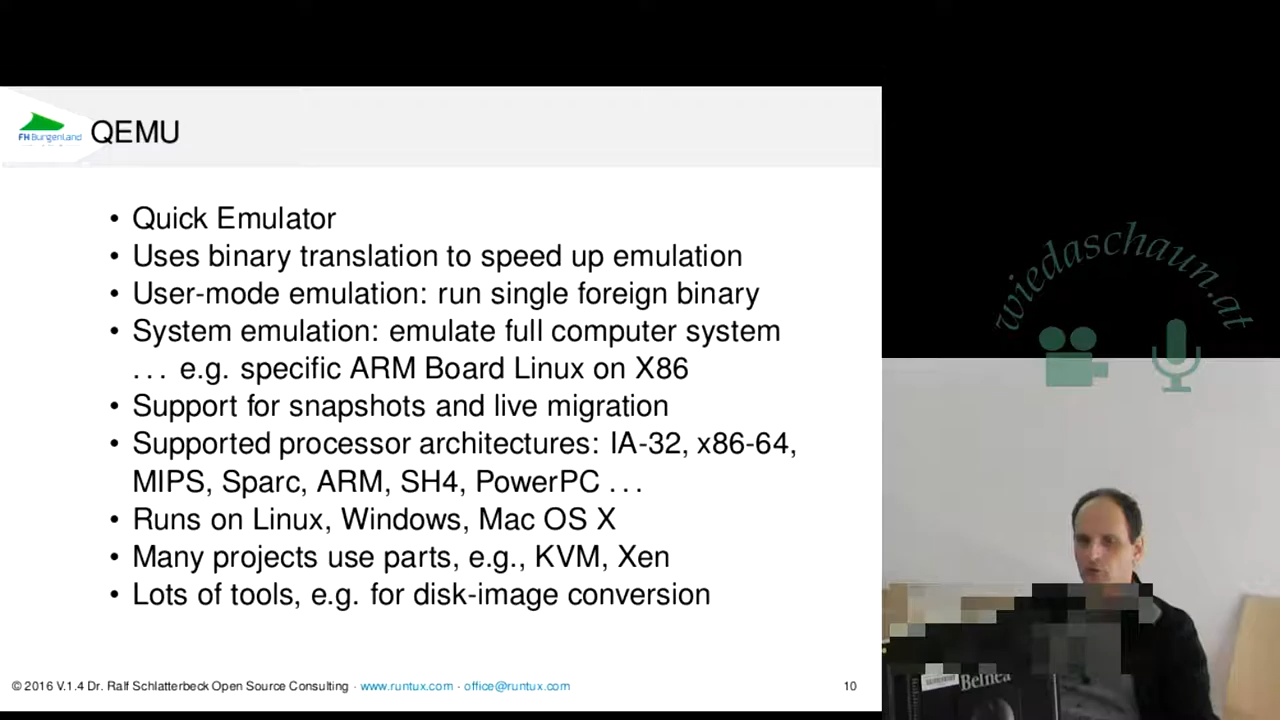 FH Burgenland
QEMU
• Quick Emulator
• Uses binary translation to speed up emulation
• User-mode emulation: run single foreign binary
• System emulation: emulate full computer system
... e.g. specific ARM Board Linux on X86
• Support for snapshots and live migration
• Supported processor architectures: IA-32, x86-64,
MIPS, Sparc, ARM, SH4, PowerPC ...
• Runs on Linux, Windows, Mac OS X
• Many projects use parts, e.g., KVM, Xen
• Lots of tools, e.g. for disk-image conversion
© 2016 V.1.4 Dr. Ralf Schlatterbeck Open Source Consulting · www.runtux.com · office@runtux.com 10
wiedaschaun.at
Belinea